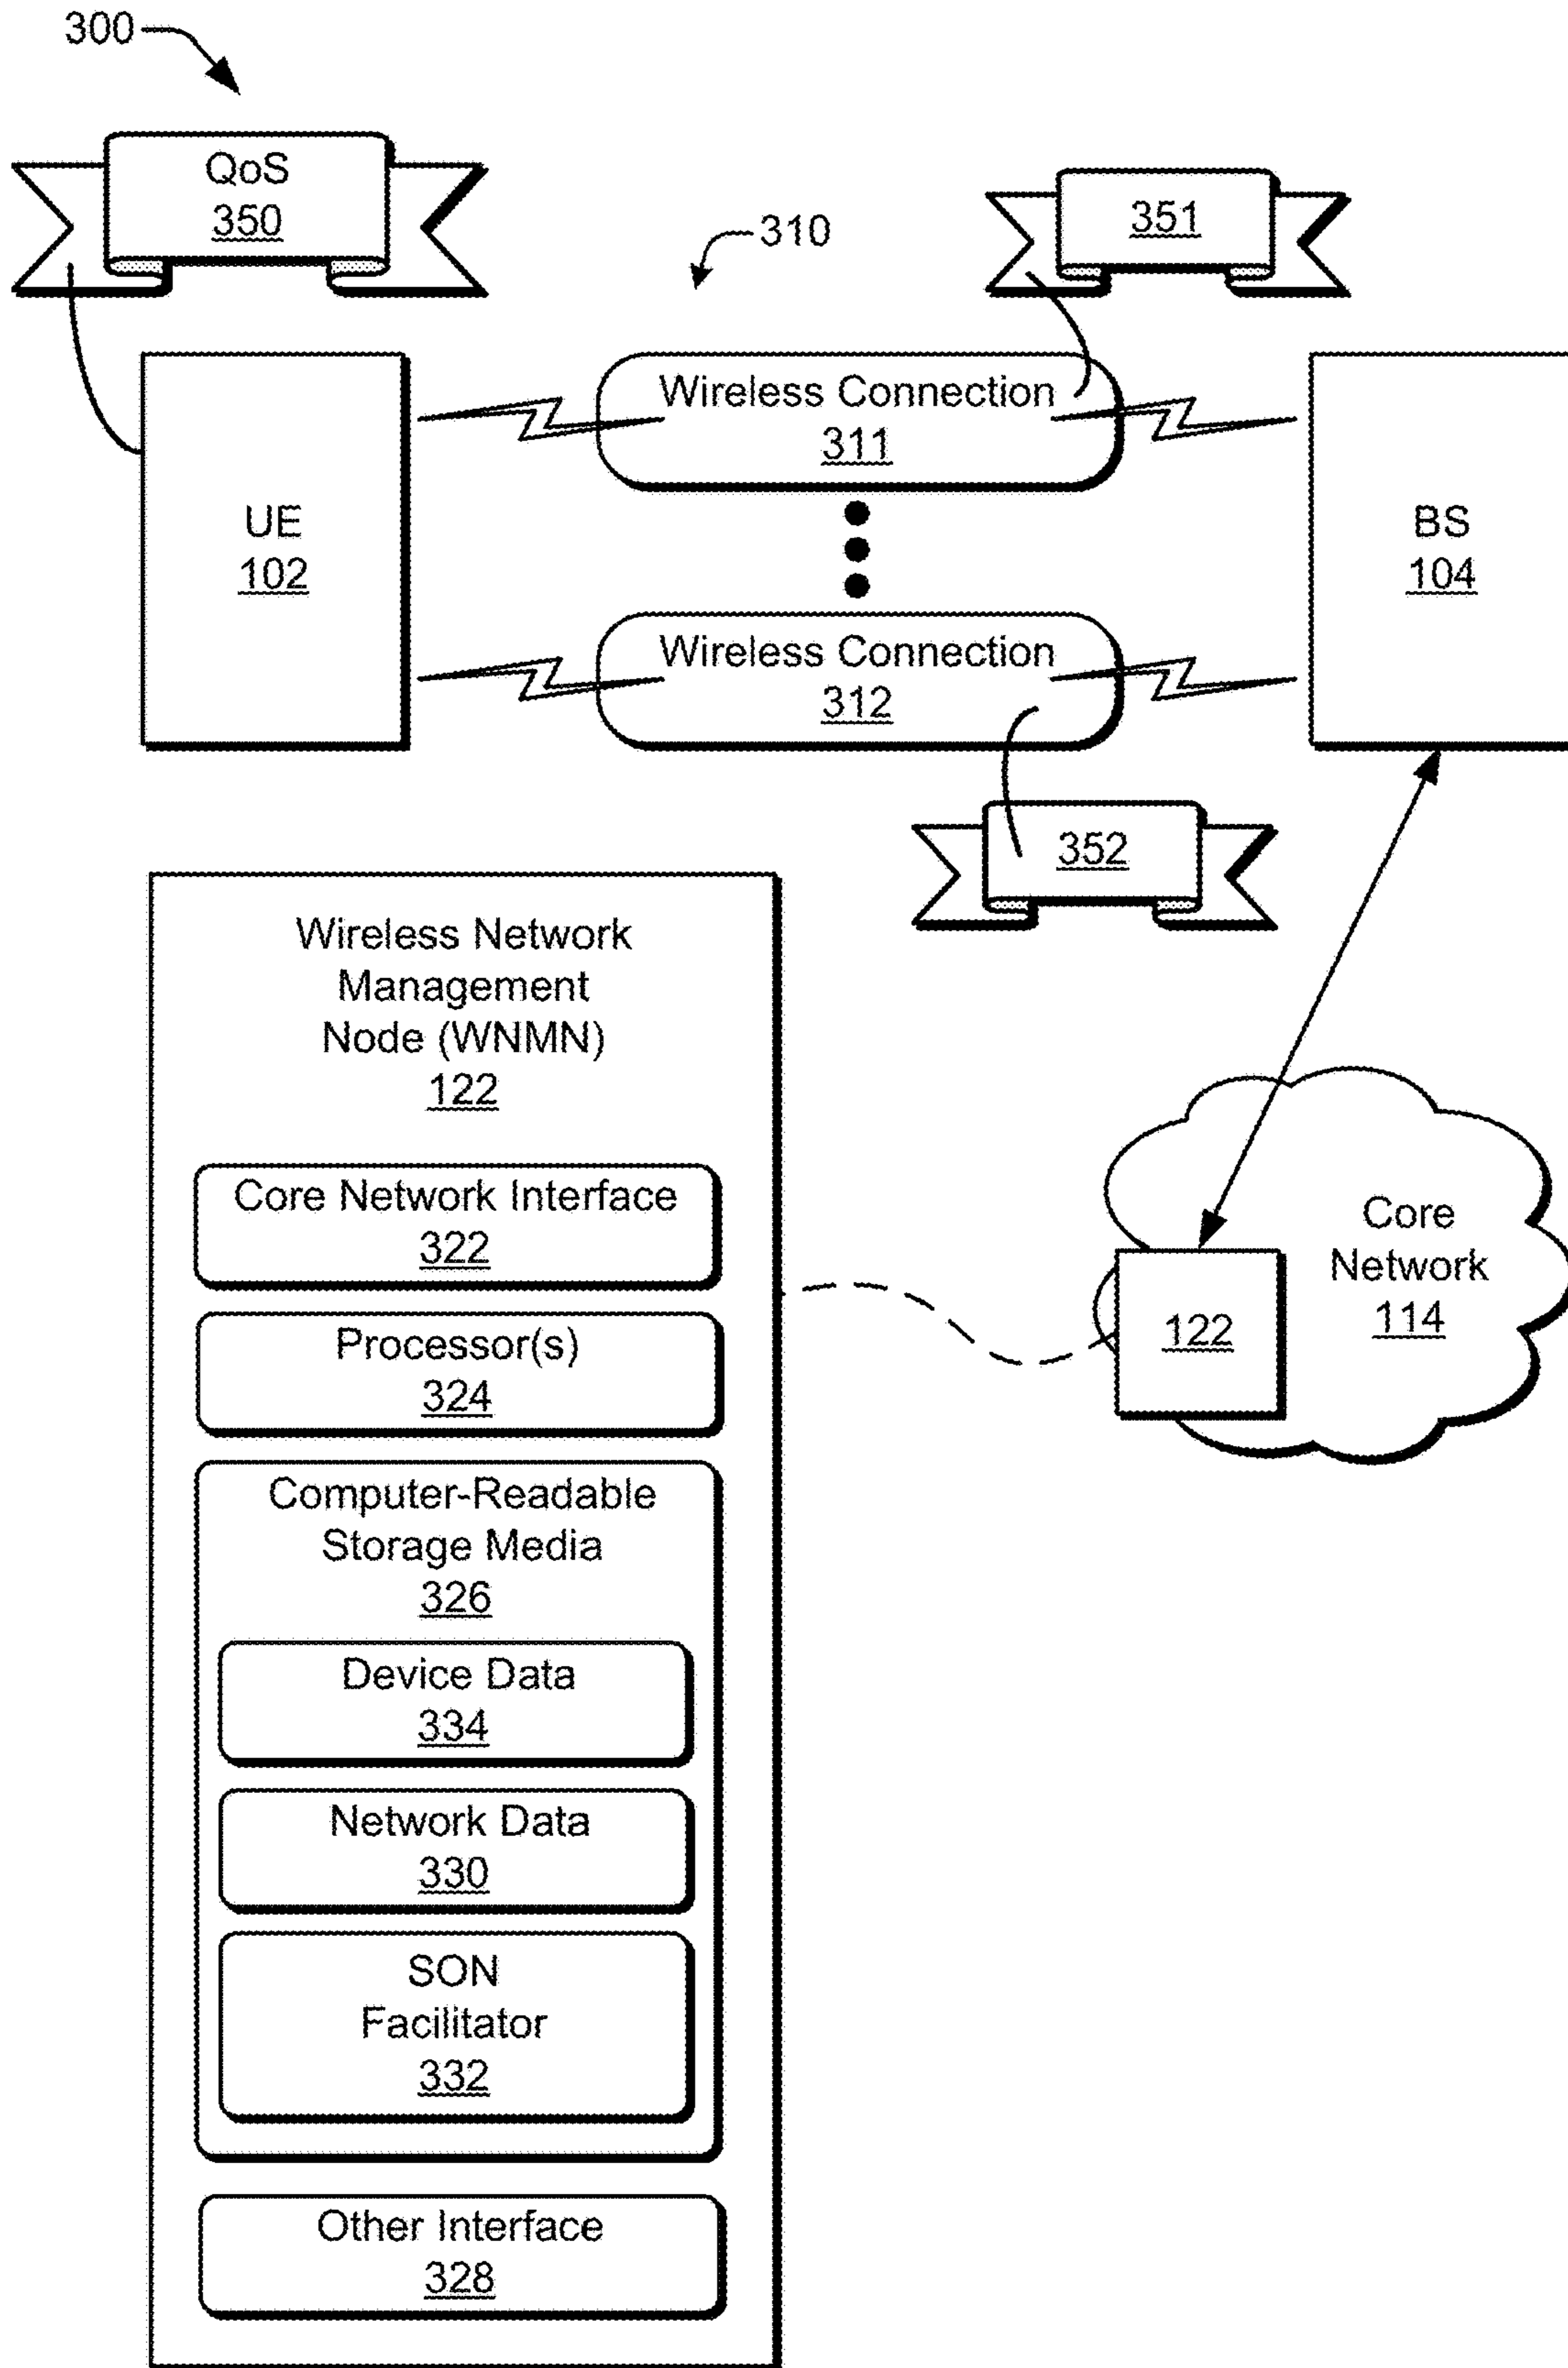 300
QoS
350
351
310
Wireless Connection
311
UE
102
BS
104
Wireless Connection
312
352
Wireless Network
Management
Node (WNMN)
122
Core Network Interface
322
Processor(s)
324
Computer-Readable
Storage Media
326
Device Data
334
Network Data
330
SON
Facilitator
332
Other Interface
328
Core
Network
114
122